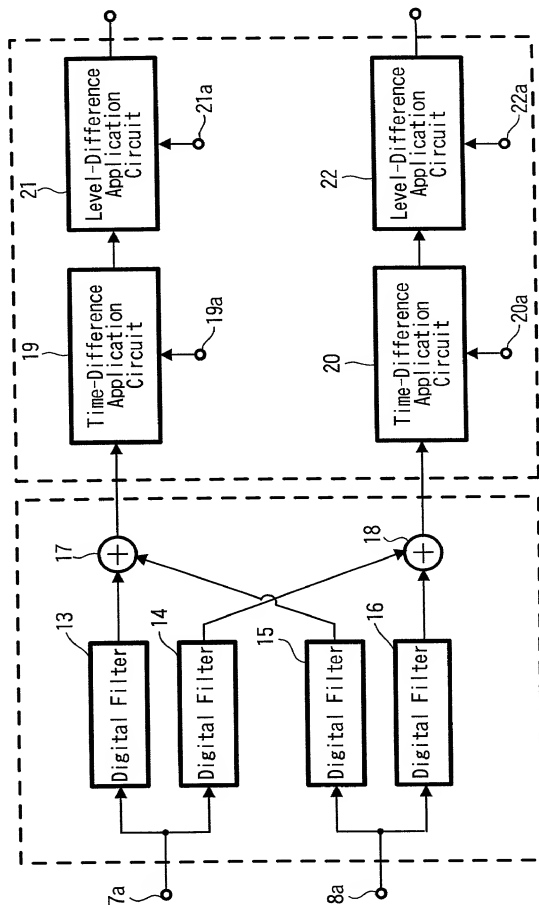 7a
8a
13
Digital Filter
14
Digital Filter
15
Digital Filter
16
Digital Filter
17
+
18
+
19
Time-Difference
Application
Circuit
19a
20
Time-Difference
Application
Circuit
20a
21
Level-Difference
Application
Circuit
21a
22
Level-Difference
Application
Circuit
22a